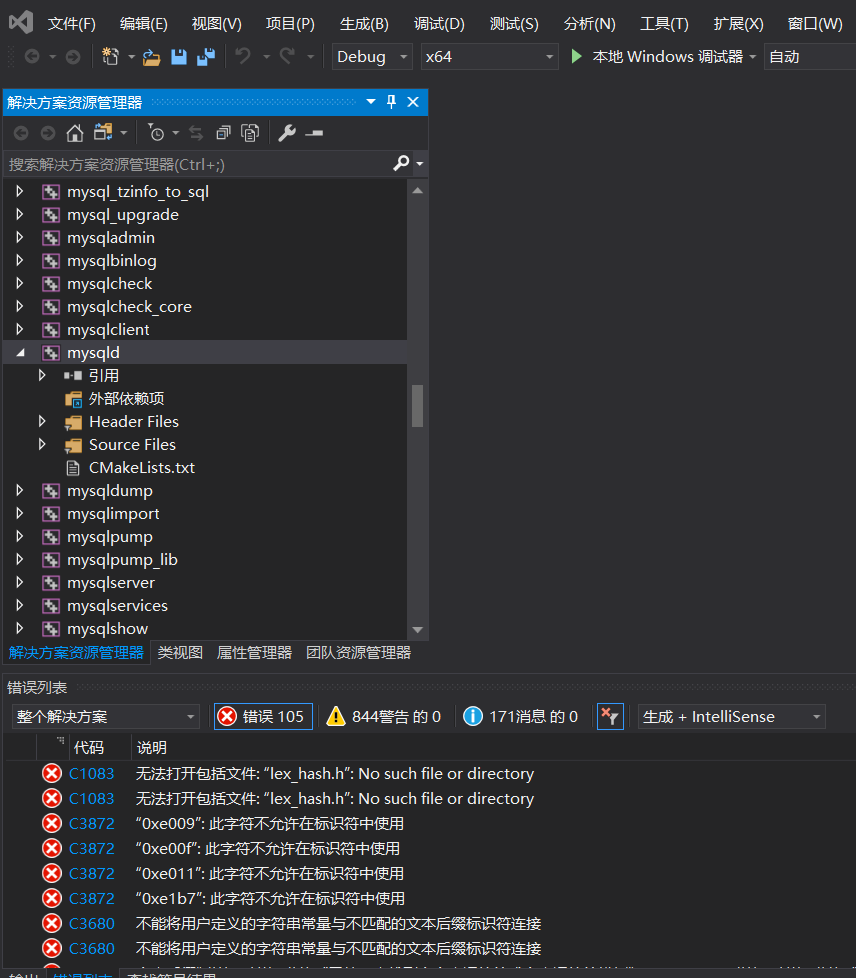 文件(F) 编辑(E) 视图(V) 项目(P) 生成(B) 调试(D) 测试(S) 分析(N) 工具(T) 扩展(X) 窗口(W)
Debug x64 本地 Windows 调试器 自动
解决方案资源管理器
搜索解决方案资源管理器(Ctrl+;)
mysql_tzinfo_to_sql
mysql_upgrade
mysqladmin
mysqlbinlog
mysqlcheck
mysqlcheck_core
mysqlclient
mysqld
引用
外部依赖项
Header Files
Source Files
CMakeLists.txt
mysqldump
mysqlimport
mysqlpump
mysqlpump_lib
mysqlserver
mysqlservices
mysqlshow
解决方案资源管理器 类视图 属性管理器 团队资源管理器
错误列表
整个解决方案 错误 105 844警告 的 0 171消息 的 0 生成 + IntelliSense
代码 说明
C1083 无法打开包括文件: “lex_hash.h”: No such file or directory
C1083 无法打开包括文件: “lex_hash.h”: No such file or directory
C3872 “0xe009”: 此字符不允许在标识符中使用
C3872 “0xe00f”: 此字符不允许在标识符中使用
C3872 “0xe011”: 此字符不允许在标识符中使用
C3872 “0xe1b7”: 此字符不允许在标识符中使用
C3680 不能将用户定义的字符串常量与不匹配的文本后缀标识符连接
C3680 不能将用户定义的字符串常量与不匹配的文本后缀标识符连接